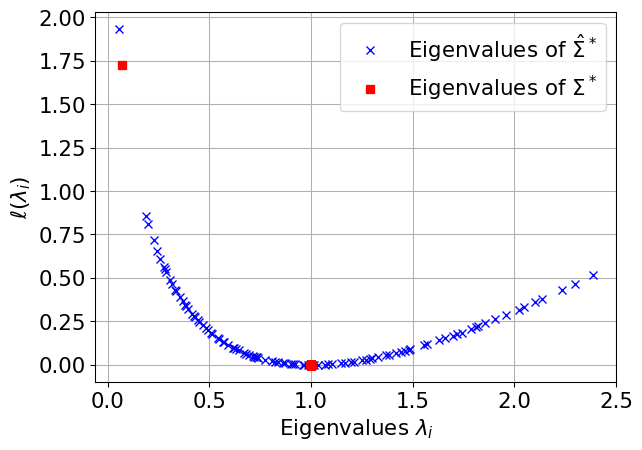 2.00
1.75
1.50
1.25
1.00
0.75
0.50
0.25
0.00
ℓ(λᵢ)
Eigenvalues of Σ̂*
Eigenvalues of Σ*
0.0 0.5 1.0 1.5 2.0 2.5
Eigenvalues λᵢ